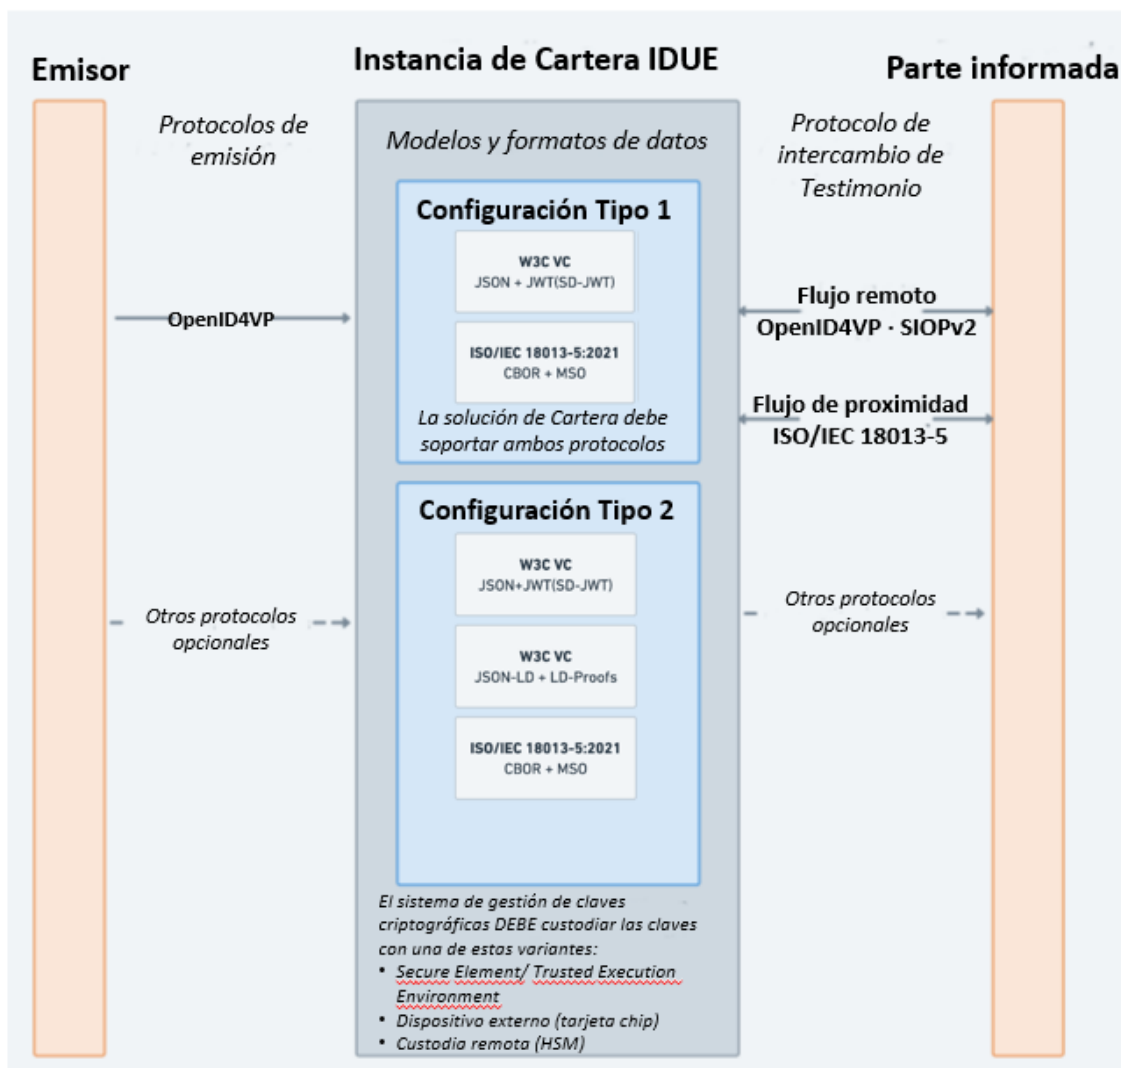 Emisor
Instancia de Cartera IDUE
Parte informada
Protocolos de
emisión
OpenID4VP
Otros protocolos
opcionales
Modelos y formatos de datos
Configuración Tipo 1
W3C VC
JSON + JWT(SD-JWT)
ISO/IEC 18013-5:2021
CBOR + MSO
La solución de Cartera debe
soportar ambos protocolos
Configuración Tipo 2
W3C VC
JSON+JWT(SD-JWT)
W3C VC
JSON-LD + LD-Proofs
ISO/IEC 18013-5:2021
CBOR + MSO
El sistema de gestión de claves
criptográficas DEBE custodiar las claves
con una de estas variantes:
• Secure Element/ Trusted Execution
Environment
• Dispositivo externo (tarjeta chip)
• Custodia remota (HSM)
Protocolo de
intercambio de
Testimonio
Flujo remoto
OpenID4VP · SIOPv2
Flujo de proximidad
ISO/IEC 18013-5
Otros protocolos
opcionales